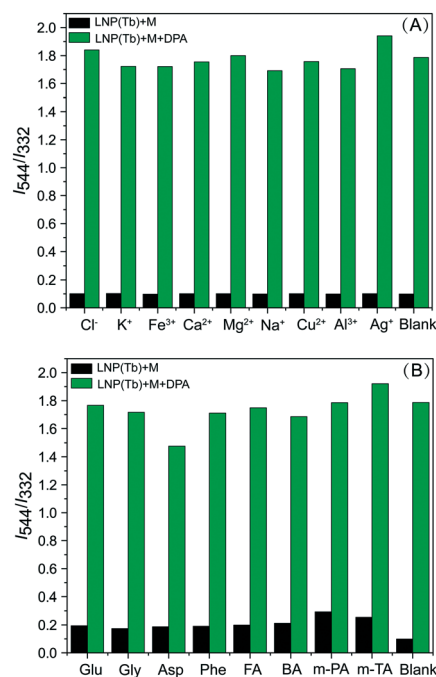 (A)
LNP(Tb)+M
LNP(Tb)+M+DPA
I544/I332
2.0
1.8
1.6
1.4
1.2
1.0
0.8
0.6
0.4
0.2
0.0
Cl⁻ K⁺ Fe³⁺ Ca²⁺ Mg²⁺ Na⁺ Cu²⁺ Al³⁺ Ag⁺ Blank
(B)
LNP(Tb)+M
LNP(Tb)+M+DPA
I544/I332
2.0
1.8
1.6
1.4
1.2
1.0
0.8
0.6
0.4
0.2
0.0
Glu Gly Asp Phe FA BA m-PA m-TA Blank